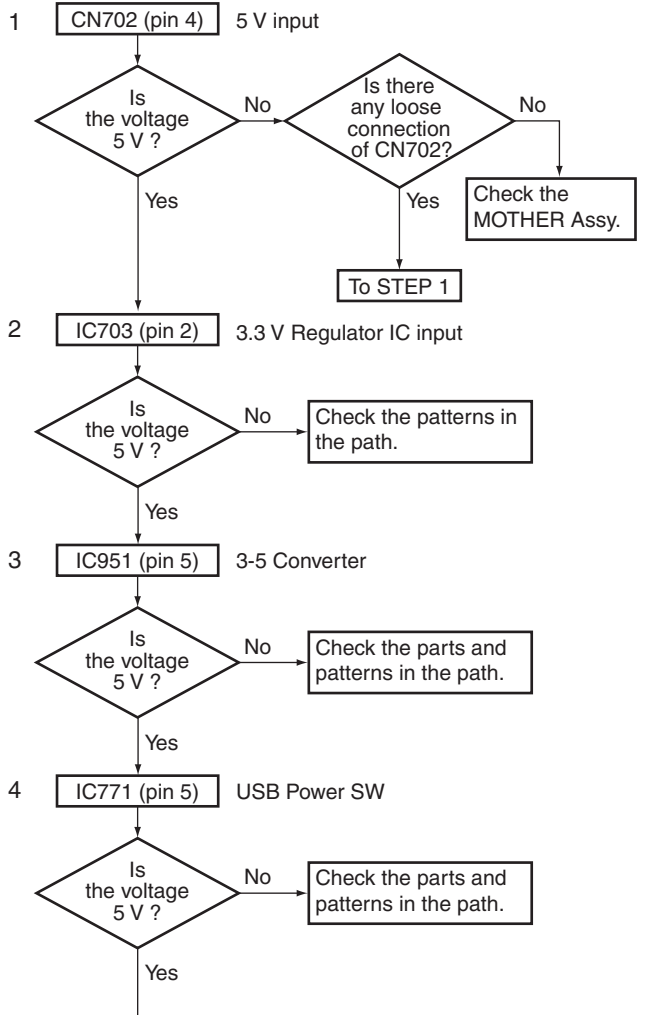 1
CN702 (pin 4)
5 V input
Is
the voltage
5 V ?
No
Is there
any loose
connection
of CN702?
No
Yes
Yes
Check the
MOTHER Assy.
To STEP 1
2
IC703 (pin 2)
3.3 V Regulator IC input
Is
the voltage
5 V ?
No
Check the patterns in
the path.
Yes
3
IC951 (pin 5)
3-5 Converter
Is
the voltage
5 V ?
No
Check the parts and
patterns in the path.
Yes
4
IC771 (pin 5)
USB Power SW
Is
the voltage
5 V ?
No
Check the parts and
patterns in the path.
Yes